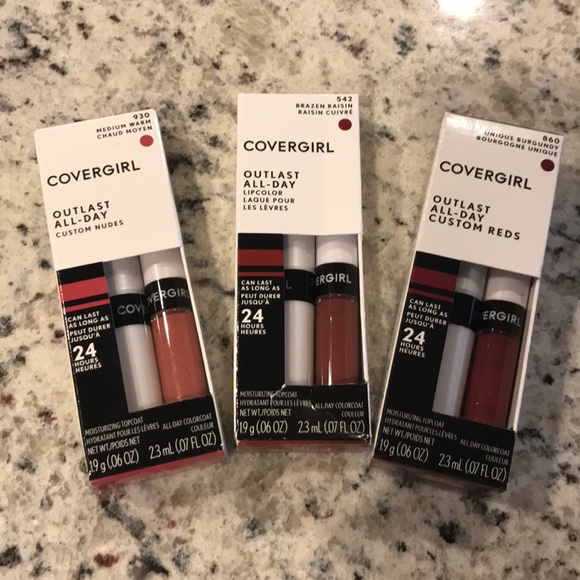 930
MEDIUM WARM
CHAUD MOYEN
COVERGIRL
OUTLAST
ALL-DAY
CUSTOM NUDES
CAN LAST
AS LONG AS
PEUT DURER
JUSQU'À
24
HOURS
HEURES
COV
COVERGIRL
MOISTURIZING TOPCOAT
HYDRATANT POUR LES LÈVRES
NET WT./POIDS NET
1.9 g (.06 OZ)
ALL-DAY COLORCOAT
COULEUR
2.3 mL (.07 FL OZ)
542
BRAZEN RAISIN
RAISIN CUIVRÉ
COVERGIRL
OUTLAST
ALL-DAY
LIPCOLOR
LAQUE POUR
LES LÈVRES
CAN LAST
AS LONG AS
PEUT DURER
JUSQU'À
24
HOURS
HEURES
VERGIRL
MOISTURIZING TOPCOAT
HYDRATANT POUR LES LÈVRES
NET WT./POIDS NET
1.9 g (.06 OZ)
ALL-DAY COLORCOAT
COULEUR
2.3 mL (.07 FL OZ)
860
UNIQUE BURGUNDY
BOURGOGNE UNIQUE
COVERGIRL
OUTLAST
ALL-DAY
CUSTOM REDS
CAN LAST
AS LONG AS
PEUT DURER
JUSQU'À
24
HOURS
HEURES
OVERGIRL
MOISTURIZING TOPCOAT
HYDRATANT POUR LES LÈVRES
NET WT./POIDS NET
1.9 g (.06 OZ)
ALL-DAY COLORCOAT
COULEUR
2.3 mL (.07 FL OZ)